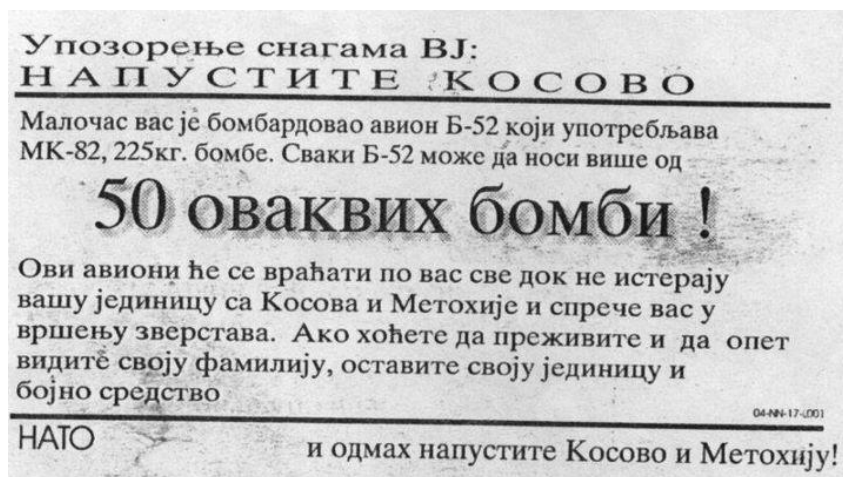 Упозорење снагама ВЈ:
НАПУСТИТЕ КОСОВО
Малочас вас је бомбардовао авион Б-52 који употребљава
МК-82, 225кг. бомбе. Сваки Б-52 може да носи више од
50 оваквих бомби !
Ови авиони ће се враћати по вас све док не истерају
вашу јединицу са Косова и Метохије и спрече вас у
вршењу зверстава. Ако хоћете да преживите и да опет
видите своју фамилију, оставите своју јединицу и
бојно средство
04-NN-17-L001
НАТО
и одмах напустите Косово и Метохију!